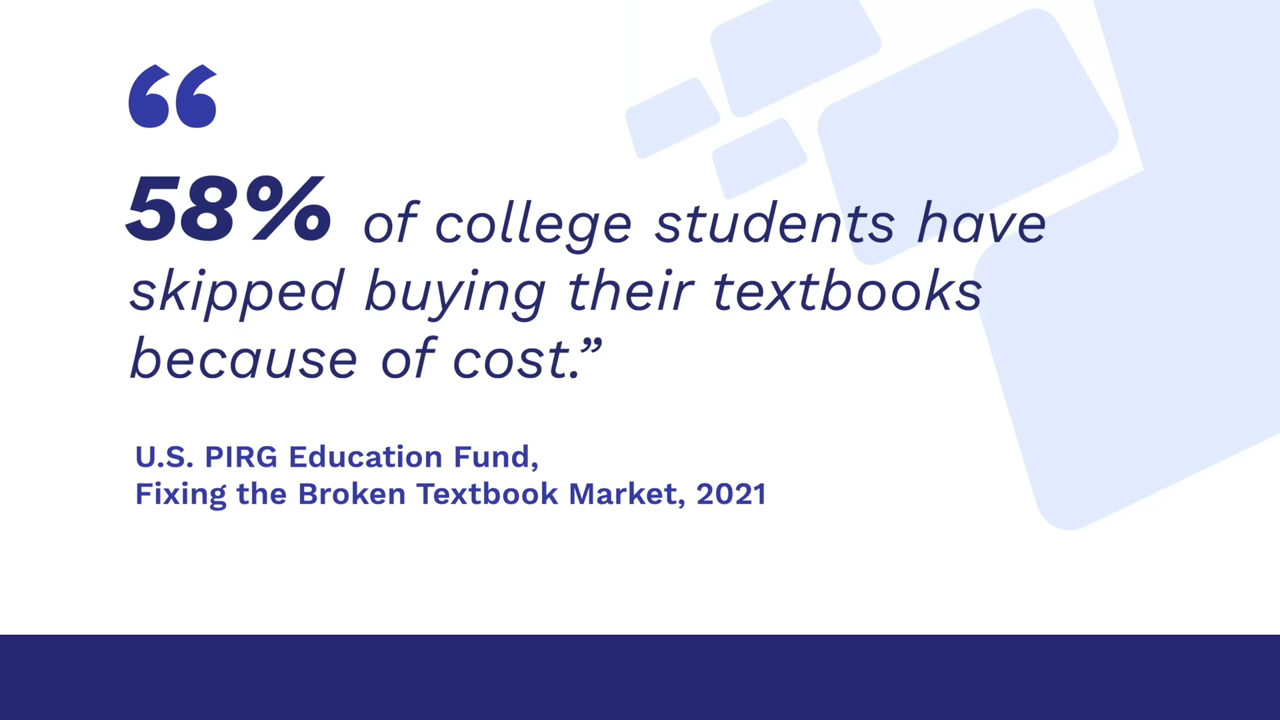 “
58% of college students have
skipped buying their textbooks
because of cost.”
U.S. PIRG Education Fund,
Fixing the Broken Textbook Market, 2021